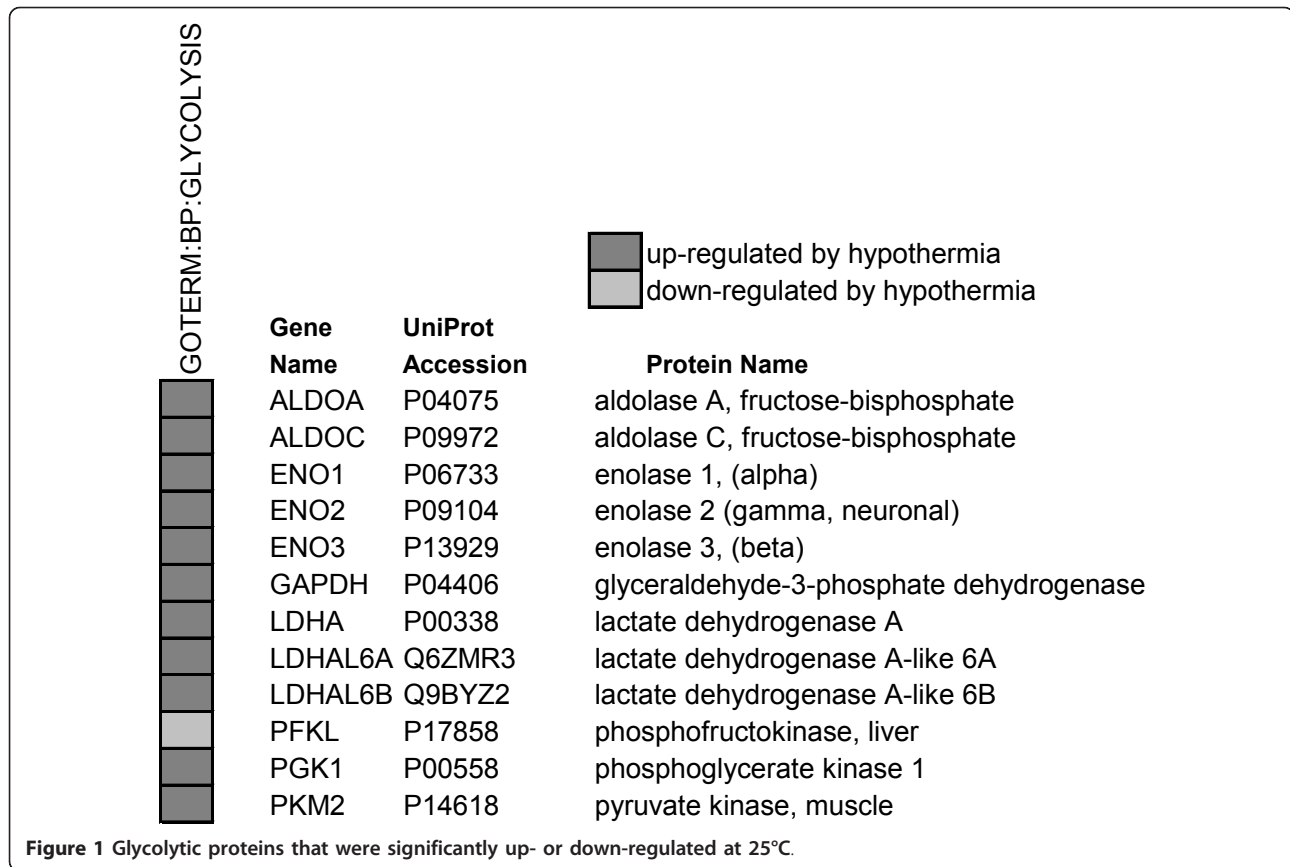 GOTERM:BP:GLYCOLYSIS
up-regulated by hypothermia
down-regulated by hypothermia
Gene UniProt
Name Accession Protein Name
ALDOA P04075 aldolase A, fructose-bisphosphate
ALDOC P09972 aldolase C, fructose-bisphosphate
ENO1 P06733 enolase 1, (alpha)
ENO2 P09104 enolase 2 (gamma, neuronal)
ENO3 P13929 enolase 3, (beta)
GAPDH P04406 glyceraldehyde-3-phosphate dehydrogenase
LDHA P00338 lactate dehydrogenase A
LDHAL6A Q6ZMR3 lactate dehydrogenase A-like 6A
LDHAL6B Q9BYZ2 lactate dehydrogenase A-like 6B
PFKL P17858 phosphofructokinase, liver
PGK1 P00558 phosphoglycerate kinase 1
PKM2 P14618 pyruvate kinase, muscle
Figure 1 Glycolytic proteins that were significantly up- or down-regulated at 25°C.